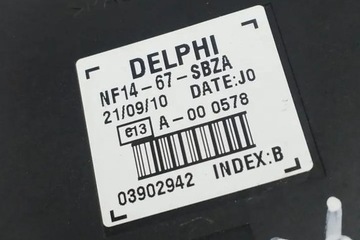 DELPHI
NF14-67-SBZA
21/09/10 DATE:J0
e13 A-00 0578
03902942 INDEX:B